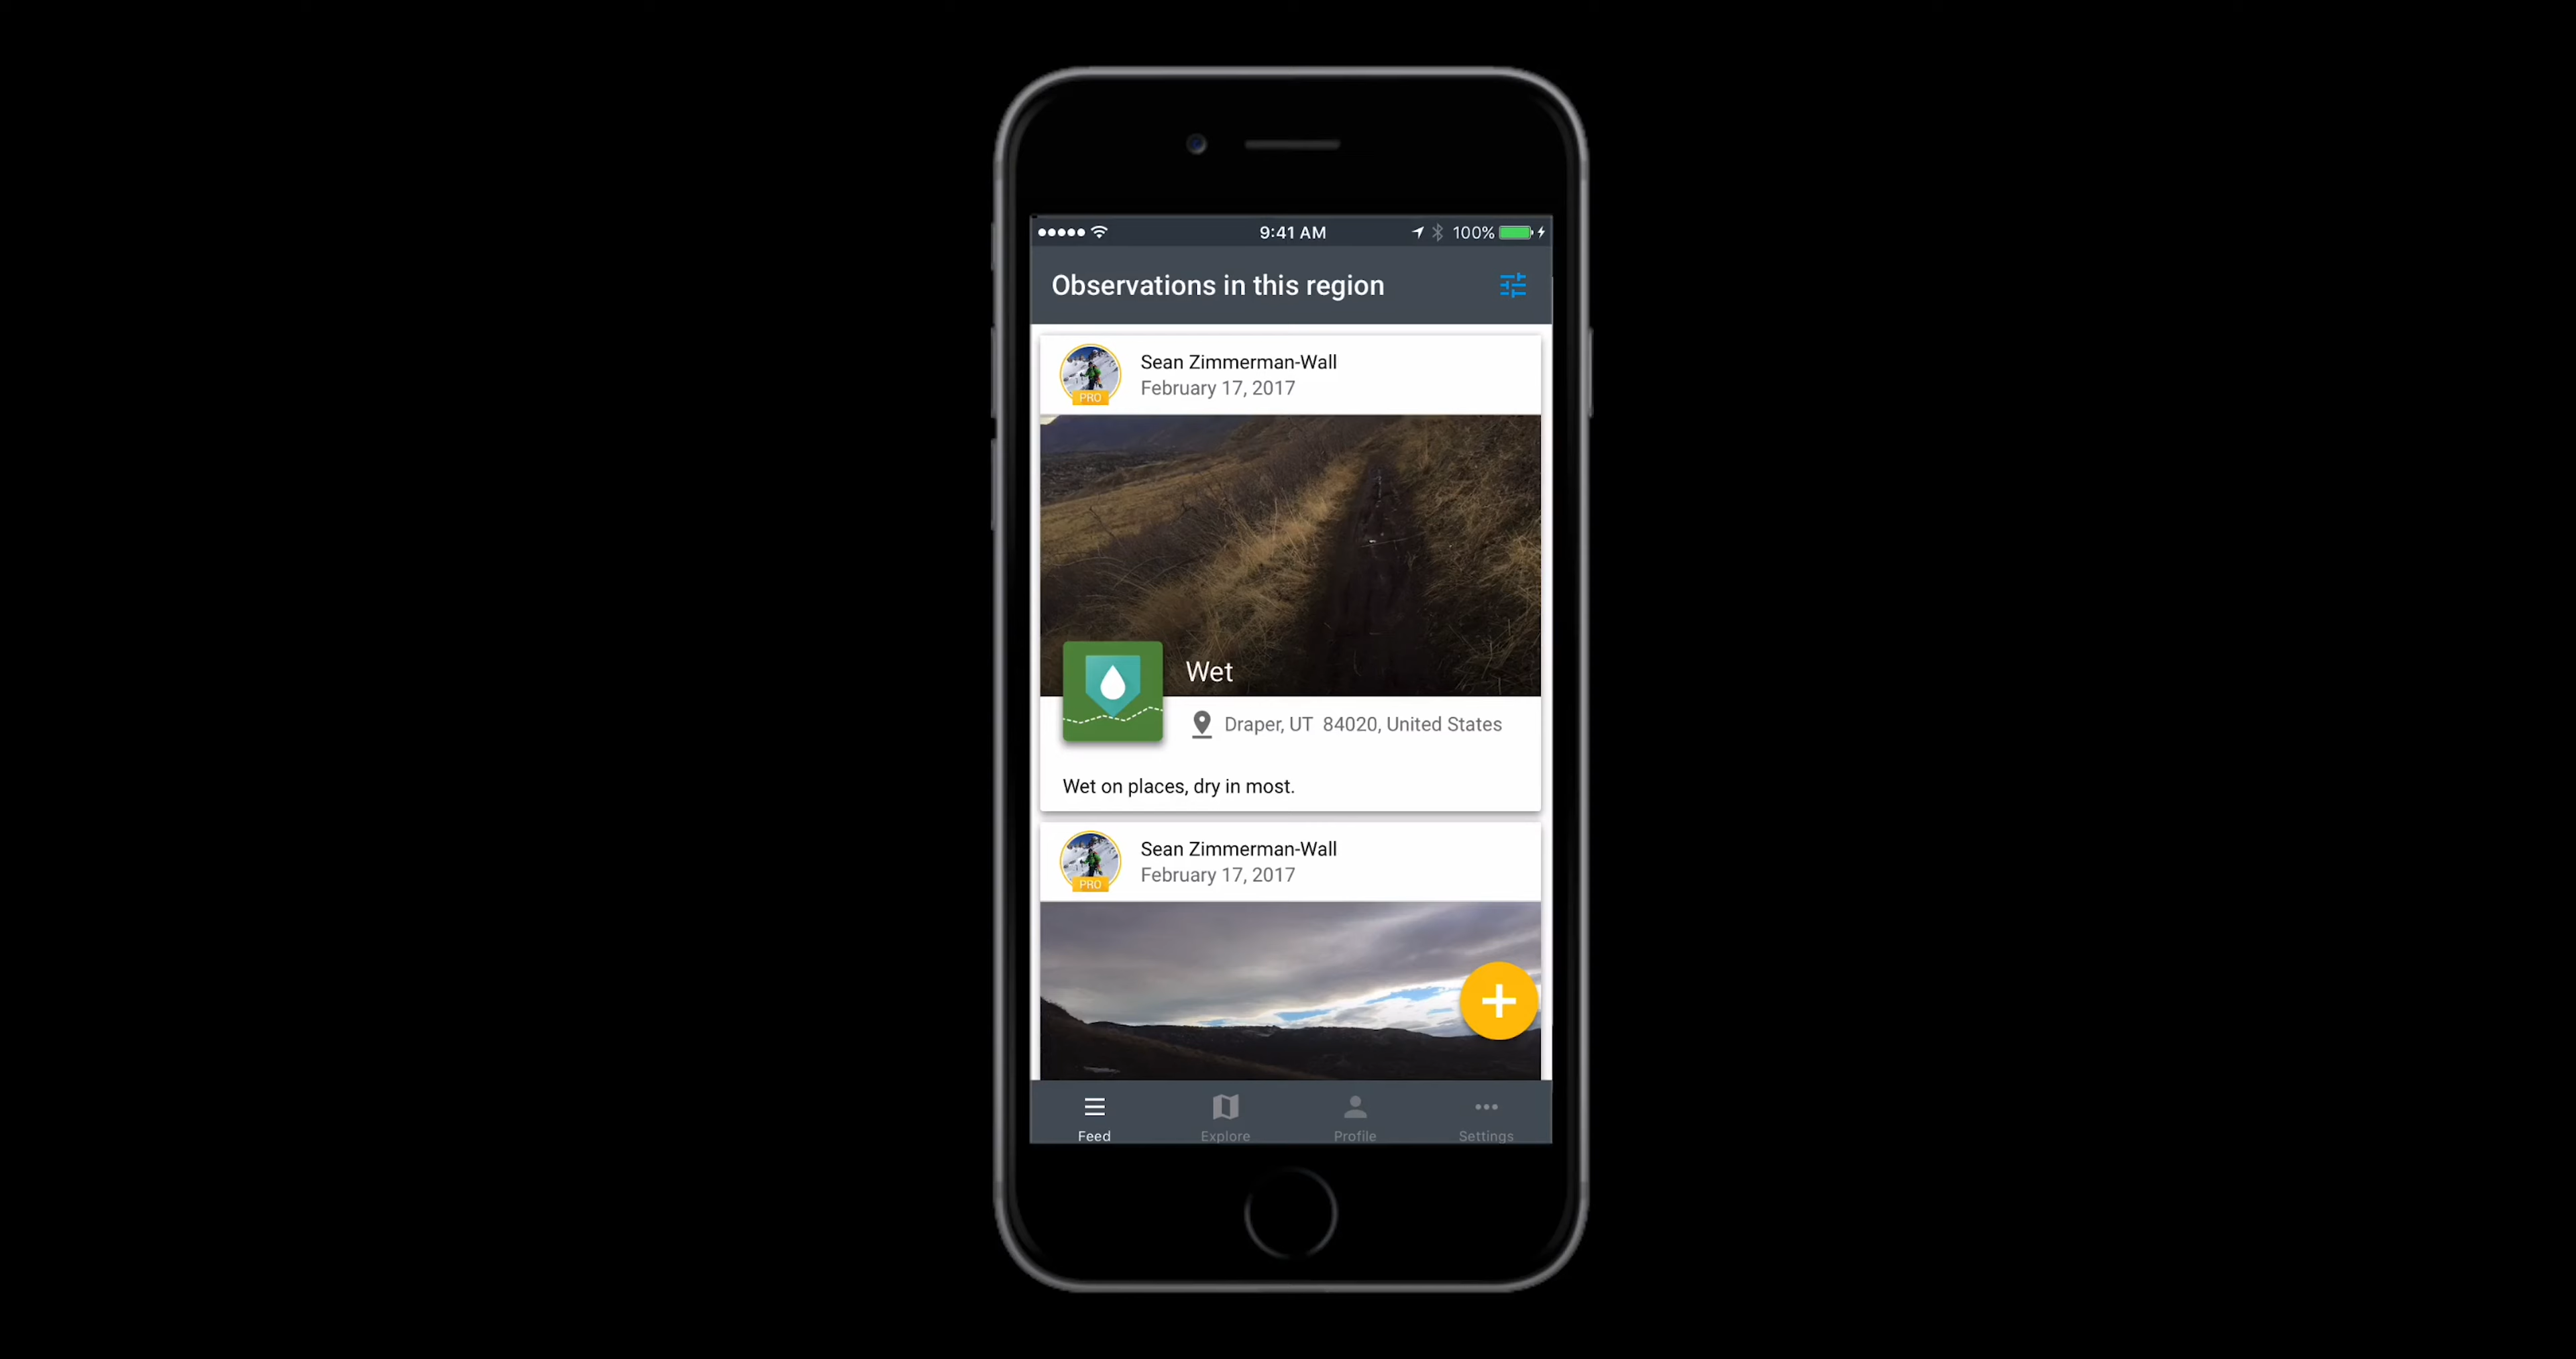 9:41 AM
100%
Observations in this region
Sean Zimmerman-Wall
February 17, 2017
PRO
Wet
Draper, UT 84020, United States
Wet on places, dry in most.
Sean Zimmerman-Wall
February 17, 2017
PRO
Feed
Explore
Profile
Settings